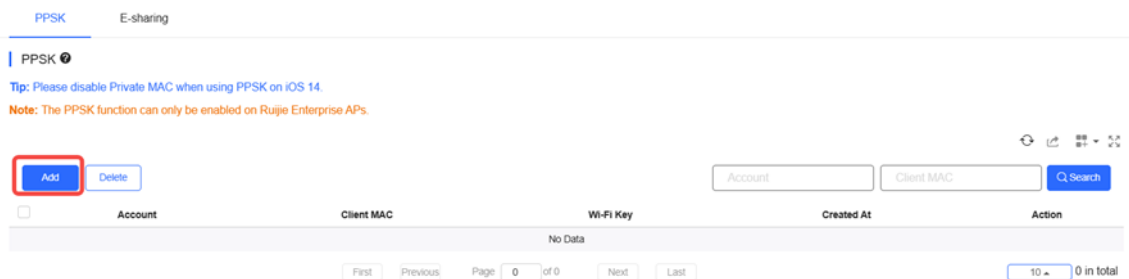 PPSK E-sharing
PPSK
Tip: Please disable Private MAC when using PPSK on iOS 14.
Note: The PPSK function can only be enabled on Ruijie Enterprise APs.
Add Delete Account Client MAC Search
Account Client MAC Wi-Fi Key Created At Action
No Data
First Previous Page 0 of 0 Next Last 10 0 in total